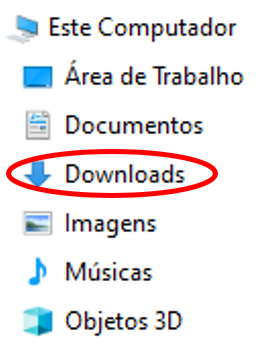 Este Computador
Área de Trabalho
Documentos
Downloads
Imagens
Músicas
Objetos 3D